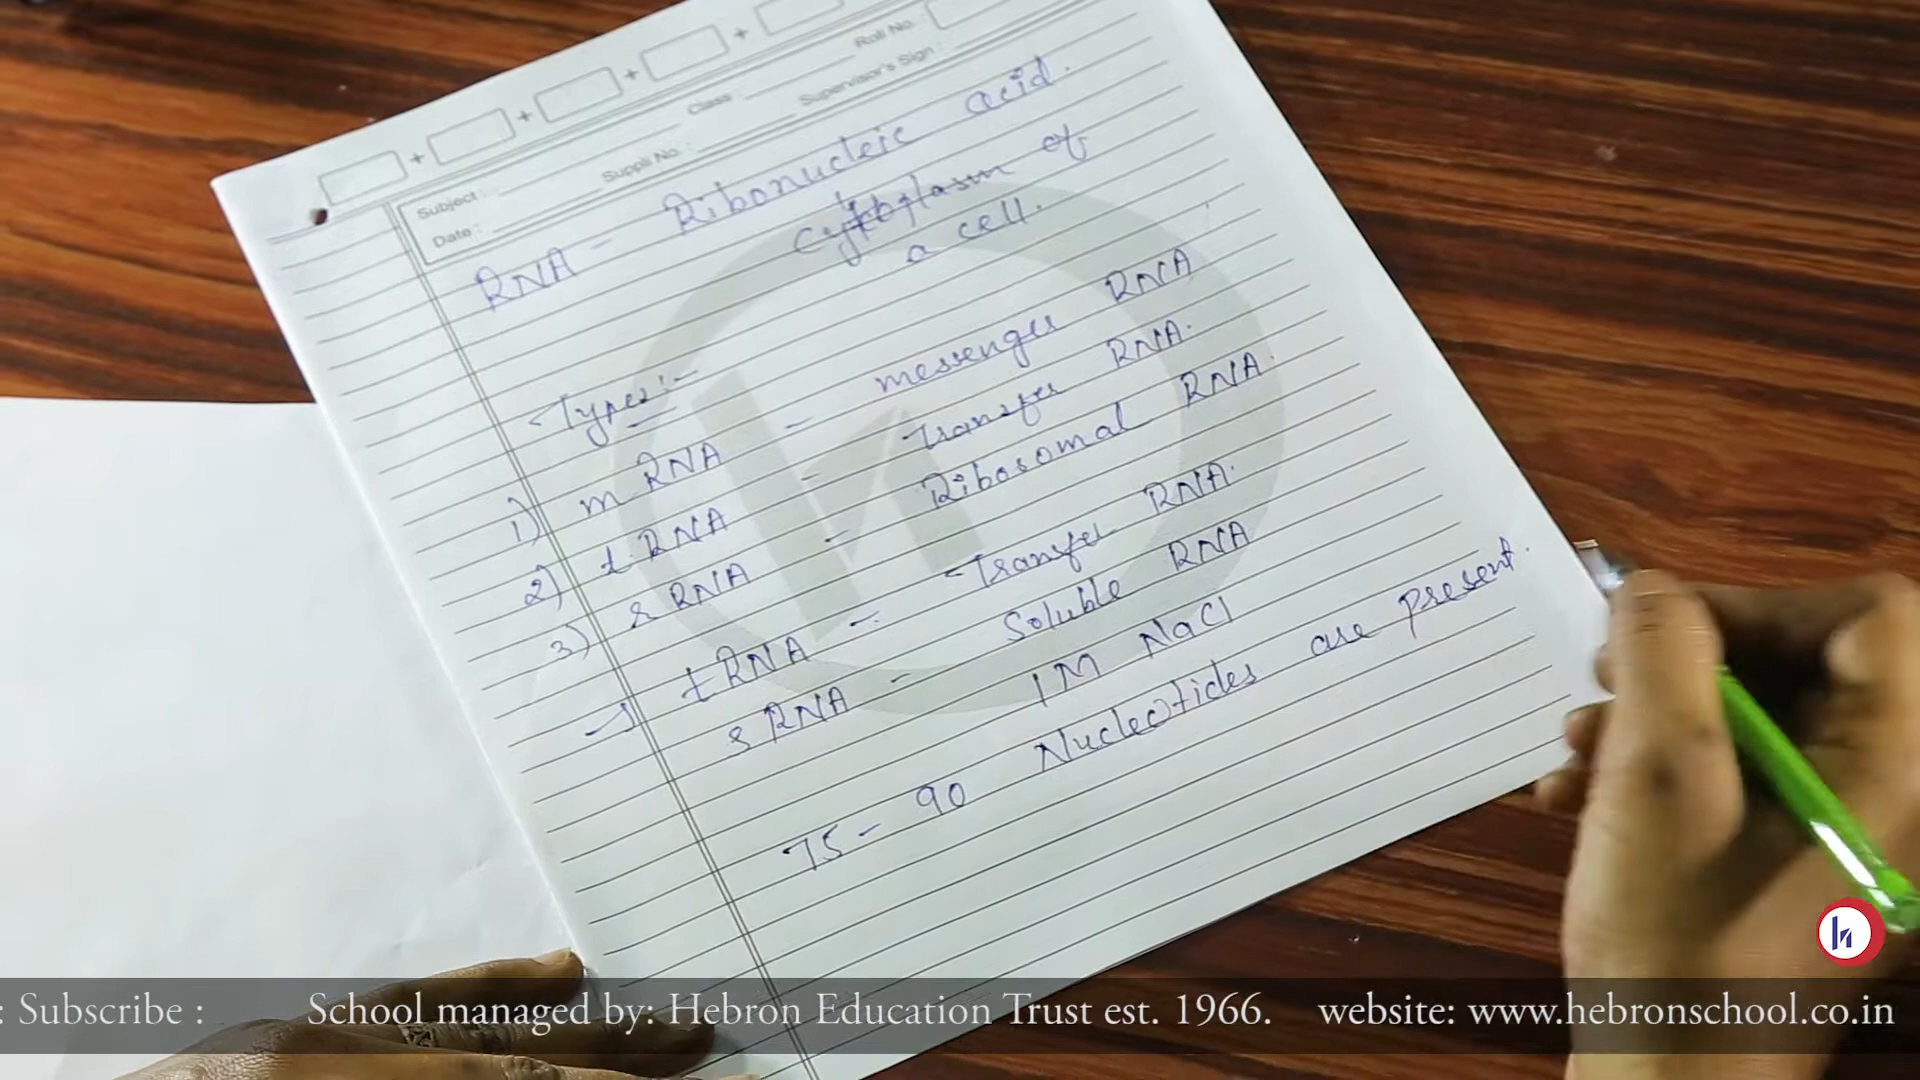 Roll No.
Class :
Supervisor's Sign :
Suppli No. :
Subject :
Date :
RNA - Ribonucleic acid.
Cytoplasm of
a cell.
Types :-
1) m RNA - messenger RNA
2) t RNA - Transfer RNA.
3) r RNA - Ribosomal RNA.
→ t RNA - Transfer RNA.
s RNA - Soluble RNA
1M NaCl
75 - 90 Nucleotides are present.
: Subscribe : School managed by: Hebron Education Trust est. 1966. website: www.hebronschool.co.in